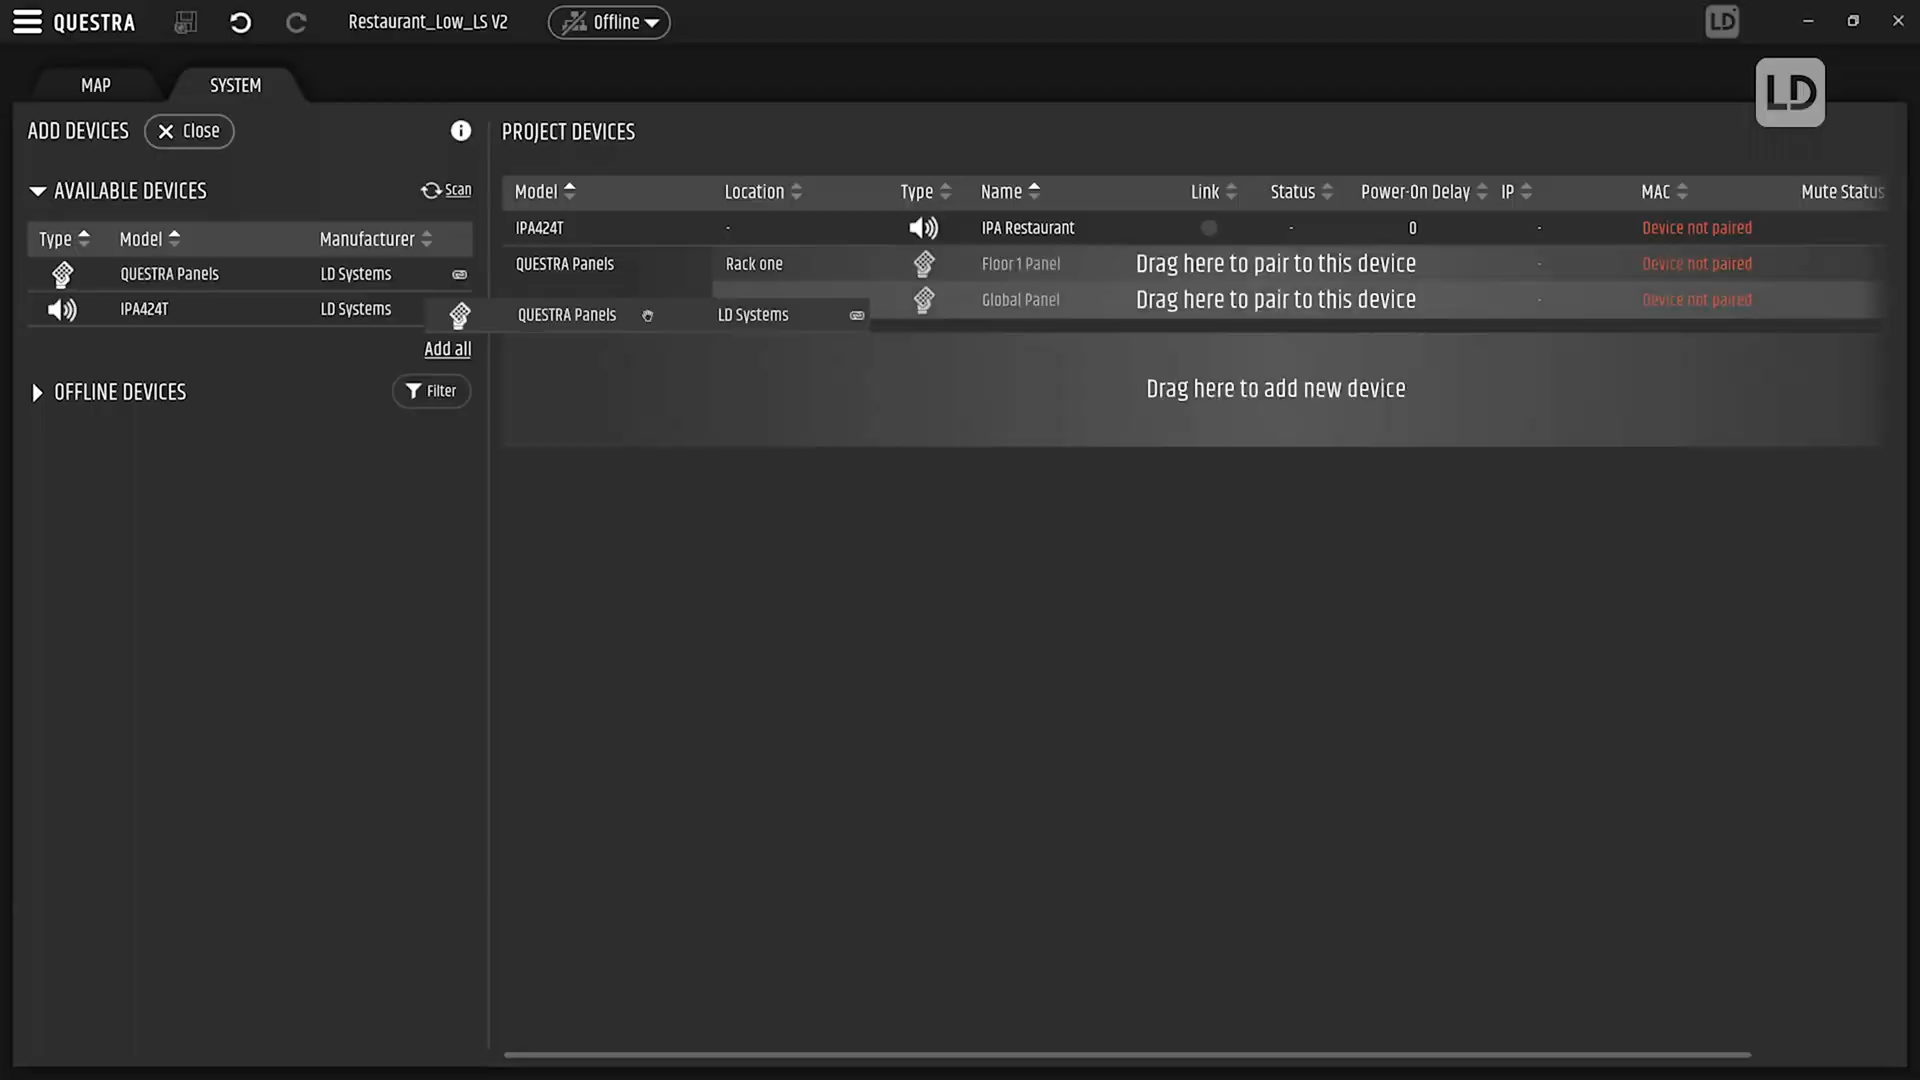 QUESTRA
Restaurant_Low_LS V2
Offline
LD
LD
MAP
SYSTEM
ADD DEVICES
Close
AVAILABLE DEVICES
Scan
Type Model Manufacturer
QUESTRA Panels LD Systems
IPA424T LD Systems
Add all
OFFLINE DEVICES
Filter
PROJECT DEVICES
Model Location Type Name Link Status Power-On Delay IP MAC Mute Status
IPA424T - IPA Restaurant - 0 - Device not paired
QUESTRA Panels Rack one Floor 1 Panel Drag here to pair to this device - Device not paired
Global Panel Drag here to pair to this device - Device not paired
QUESTRA Panels LD Systems
Drag here to add new device